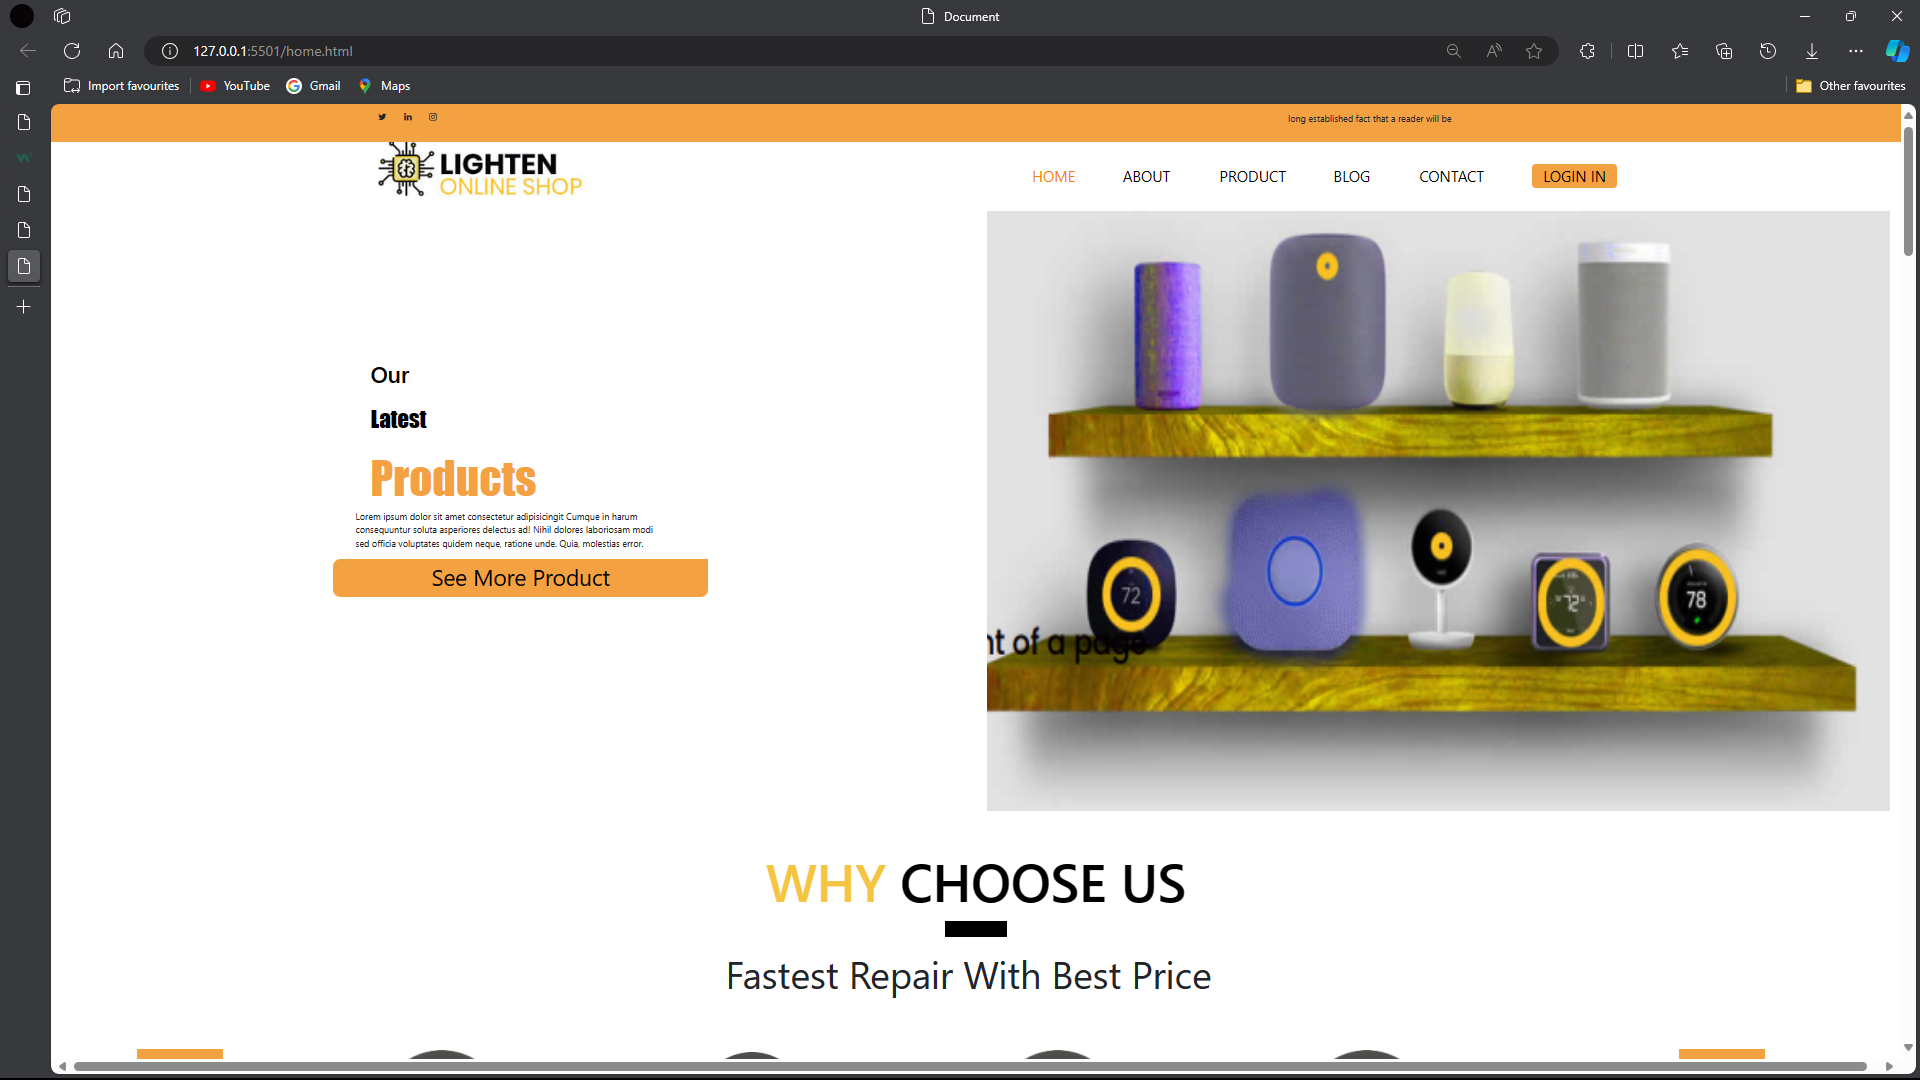 Document
127.0.0.1:5501/home.html
Import favourites
YouTube
Gmail
Maps
Other favourites
long established fact that a reader will be
LIGHTEN
ONLINE SHOP
HOME
ABOUT
PRODUCT
BLOG
CONTACT
LOGIN IN
Our
Latest
Products
Lorem ipsum dolor sit amet consectetur adipisicingit Cumque in harum
consequuntur soluta asperiores delectus ad! Nihil dolores laboriosam modi
sed officia voluptates quidem neque, ratione unde. Quia, molestias error.
See More Product
72
72
78
nt of a page
WHY CHOOSE US
Fastest Repair With Best Price